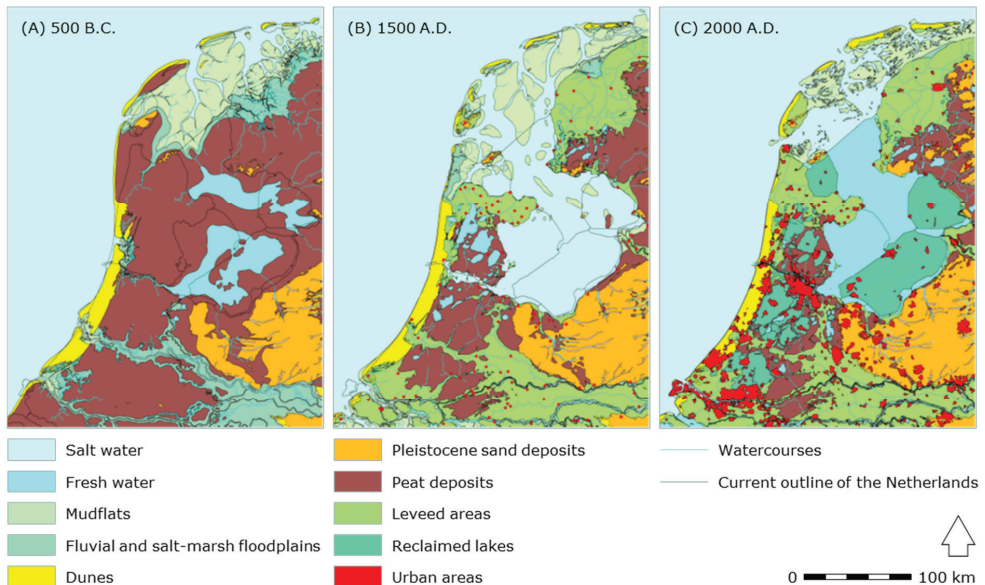 (A) 500 B.C.
(B) 1500 A.D.
(C) 2000 A.D.
Salt water
Fresh water
Mudflats
Fluvial and salt-marsh floodplains
Dunes
Pleistocene sand deposits
Peat deposits
Leveed areas
Reclaimed lakes
Urban areas
Watercourses
Current outline of the Netherlands
0 100 km